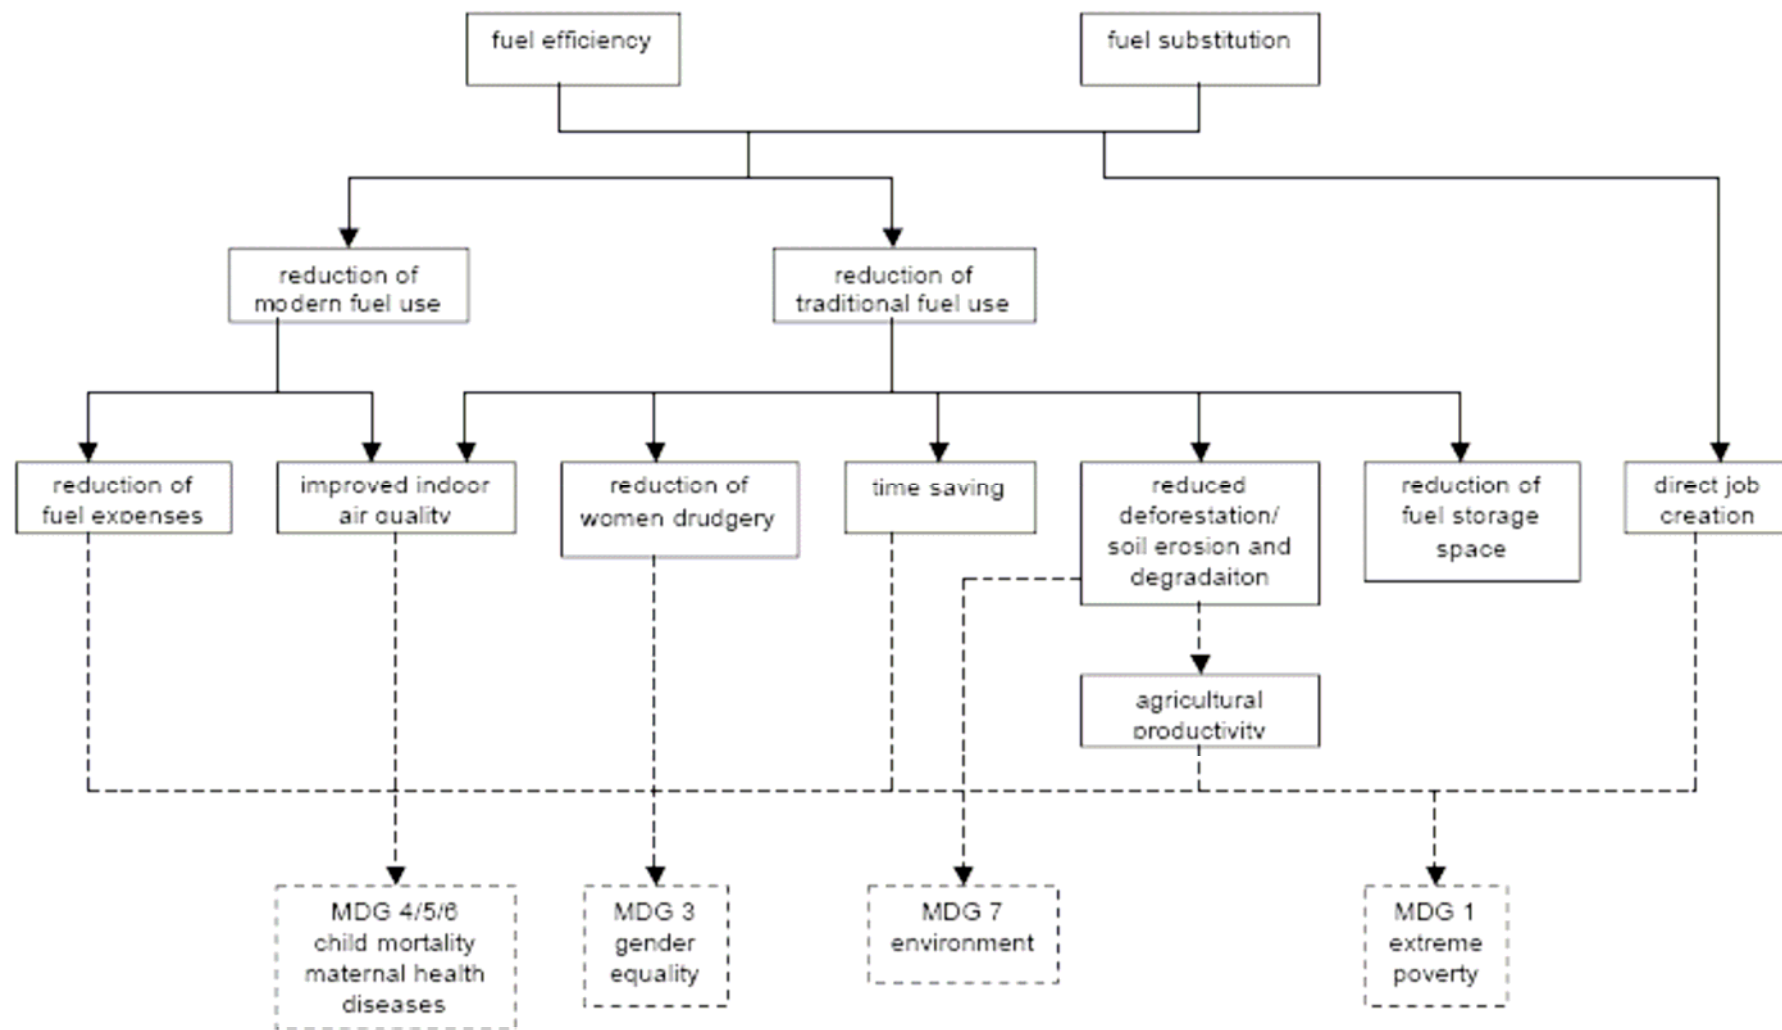 fuel efficiency
fuel substitution
reduction of
modern fuel use
reduction of
traditional fuel use
reduction of
fuel expenses
improved indoor
air quality
reduction of
women drudgery
time saving
reduced
deforestation/
soil erosion and
degradaiton
reduction of
fuel storage
space
direct job
creation
agricultural
productivity
MDG 4/5/6
child mortality
maternal health
diseases
MDG 3
gender
equality
MDG 7
environment
MDG 1
extreme
poverty